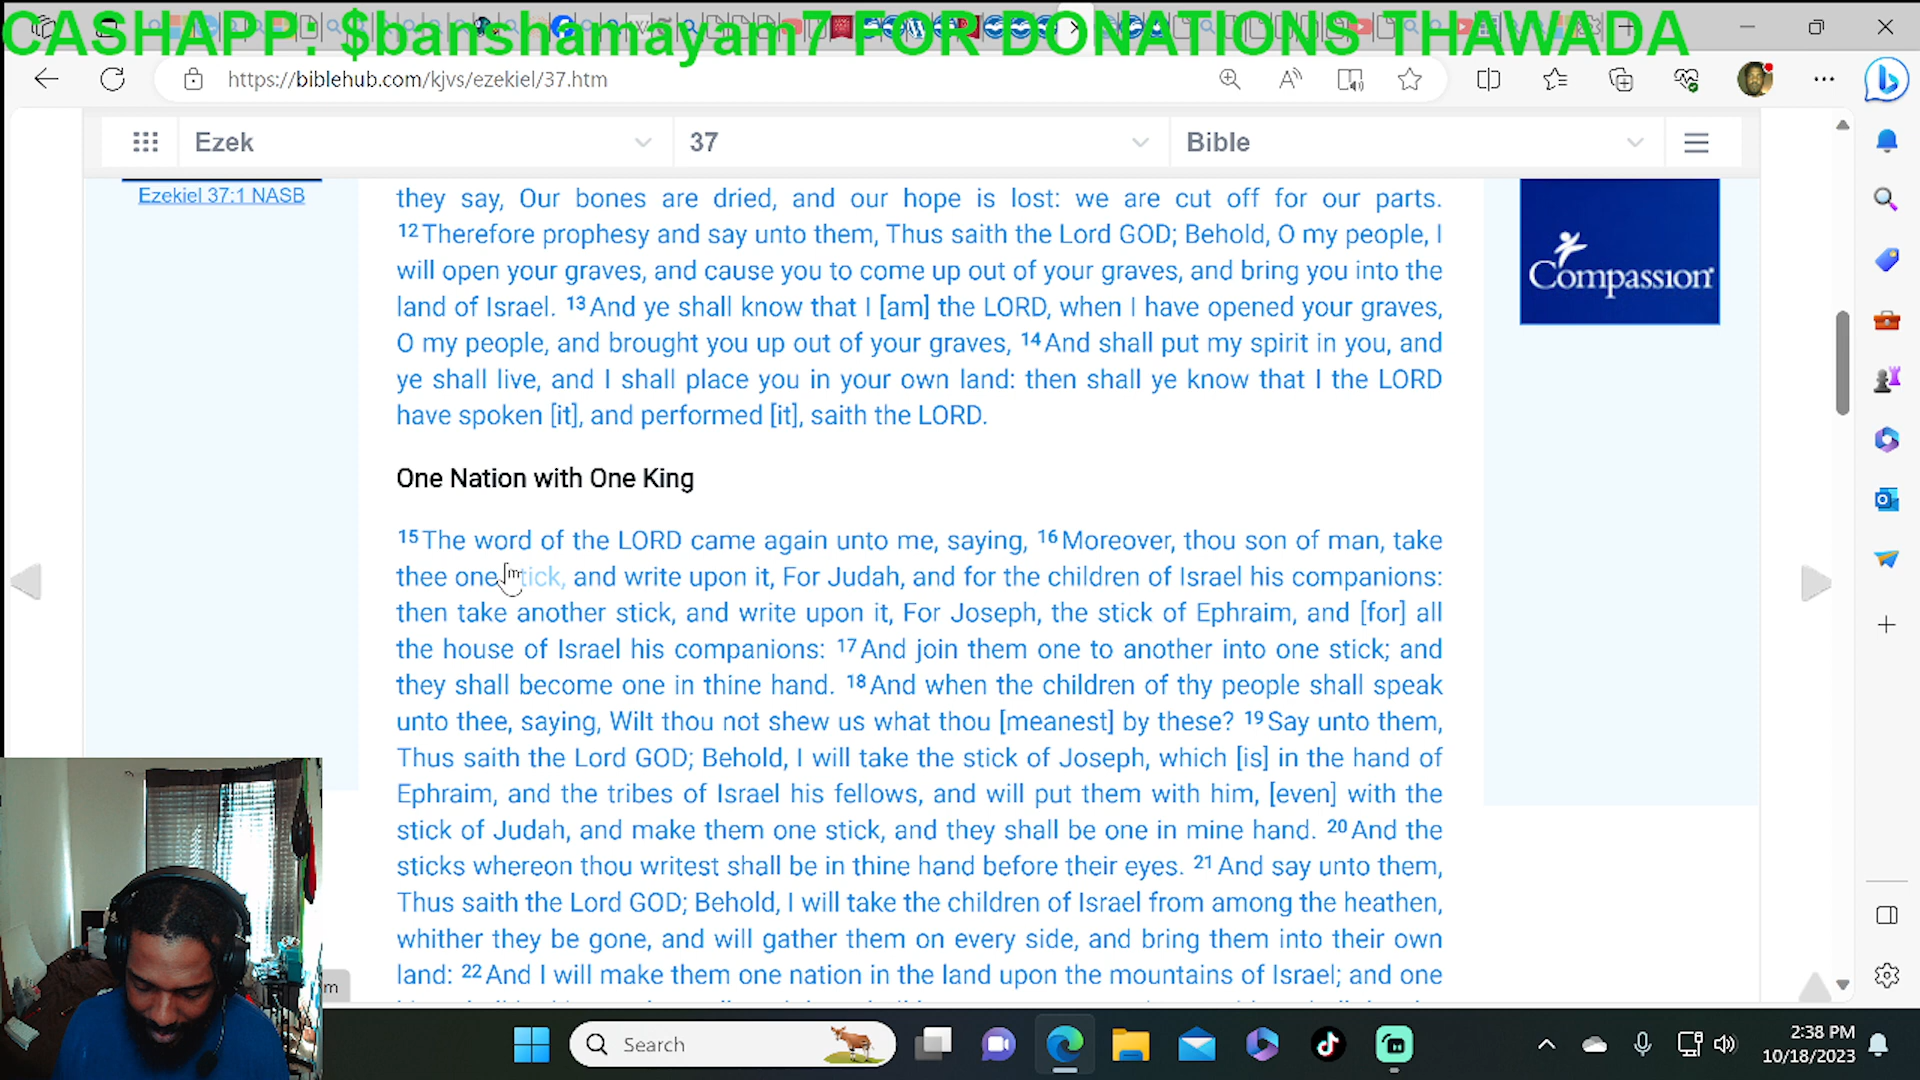 CASHAPP: $banshamayam7 FOR DONATIONS THAWADA
https://biblehub.com/kjvs/ezekiel/37.htm
Ezek
37
Bible
Ezekiel 37:1 NASB
they say, Our bones are dried, and our hope is lost: we are cut off for our parts.
12 Therefore prophesy and say unto them, Thus saith the Lord GOD; Behold, O my people, I
will open your graves, and cause you to come up out of your graves, and bring you into the
land of Israel. 13 And ye shall know that I [am] the LORD, when I have opened your graves,
O my people, and brought you up out of your graves, 14 And shall put my spirit in you, and
ye shall live, and I shall place you in your own land: then shall ye know that I the LORD
have spoken [it], and performed [it], saith the LORD.
Compassion
One Nation with One King
15 The word of the LORD came again unto me, saying, 16 Moreover, thou son of man, take
thee one stick, and write upon it, For Judah, and for the children of Israel his companions:
then take another stick, and write upon it, For Joseph, the stick of Ephraim, and [for] all
the house of Israel his companions: 17 And join them one to another into one stick; and
they shall become one in thine hand. 18 And when the children of thy people shall speak
unto thee, saying, Wilt thou not shew us what thou [meanest] by these? 19 Say unto them,
Thus saith the Lord GOD; Behold, I will take the stick of Joseph, which [is] in the hand of
Ephraim, and the tribes of Israel his fellows, and will put them with him, [even] with the
stick of Judah, and make them one stick, and they shall be one in mine hand. 20 And the
sticks whereon thou writest shall be in thine hand before their eyes. 21 And say unto them,
Thus saith the Lord GOD; Behold, I will take the children of Israel from among the heathen,
whither they be gone, and will gather them on every side, and bring them into their own
land: 22 And I will make them one nation in the land upon the mountains of Israel; and one
m
Search
2:38 PM
10/18/2023